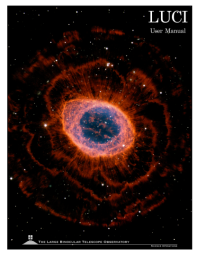 LUCI
User Manual
The Large Binocular Telescope Observatory